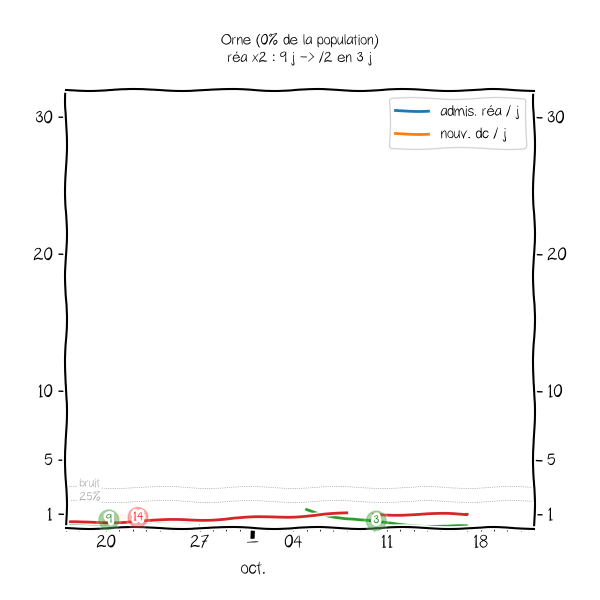 Orne (0% de la population)
réa x2 : 9 j -> /2 en 3 j
admis. réa / j
nouv. dc / j
30 30
20 20
10 10
5 5
bruit
25%
1 1
9 14 3
20 27 1 04 11 18
oct.